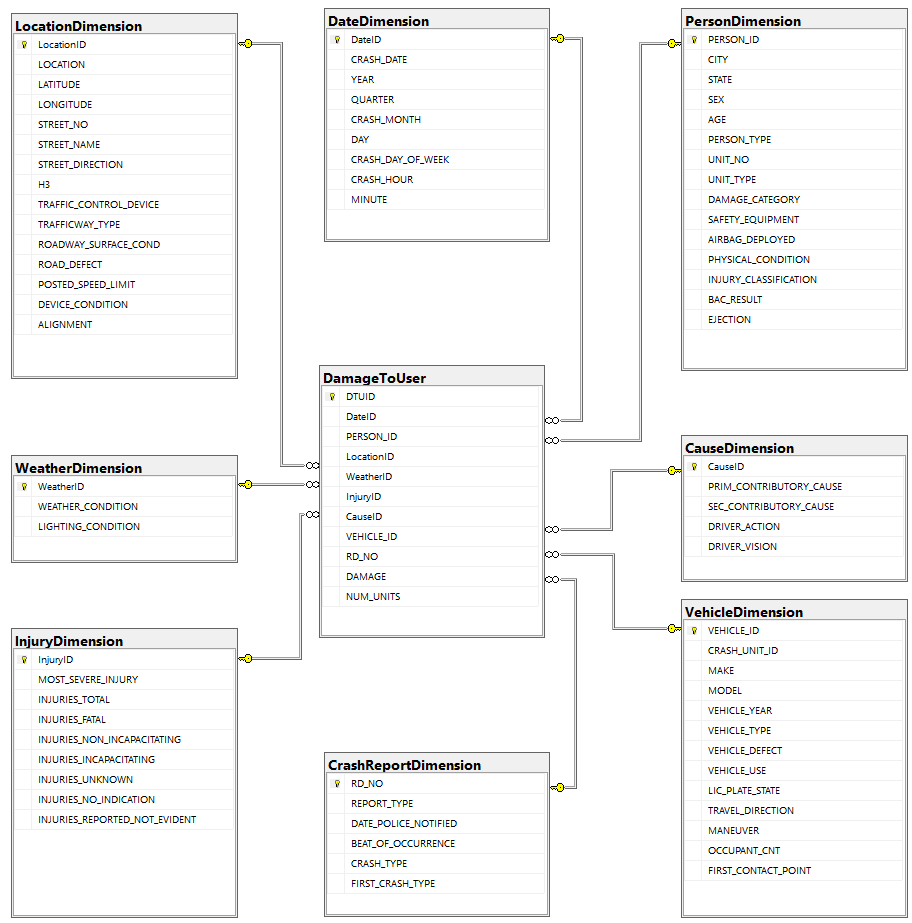 LocationDimension
LocationID
LOCATION
LATITUDE
LONGITUDE
STREET_NO
STREET_NAME
STREET_DIRECTION
H3
TRAFFIC_CONTROL_DEVICE
TRAFFICWAY_TYPE
ROADWAY_SURFACE_COND
ROAD_DEFECT
POSTED_SPEED_LIMIT
DEVICE_CONDITION
ALIGNMENT
DateDimension
DateID
CRASH_DATE
YEAR
QUARTER
CRASH_MONTH
DAY
CRASH_DAY_OF_WEEK
CRASH_HOUR
MINUTE
PersonDimension
PERSON_ID
CITY
STATE
SEX
AGE
PERSON_TYPE
UNIT_NO
UNIT_TYPE
DAMAGE_CATEGORY
SAFETY_EQUIPMENT
AIRBAG_DEPLOYED
PHYSICAL_CONDITION
INJURY_CLASSIFICATION
BAC_RESULT
EJECTION
DamageToUser
DTUID
DateID
PERSON_ID
LocationID
WeatherID
InjuryID
CauseID
VEHICLE_ID
RD_NO
DAMAGE
NUM_UNITS
WeatherDimension
WeatherID
WEATHER_CONDITION
LIGHTING_CONDITION
CauseDimension
CauseID
PRIM_CONTRIBUTORY_CAUSE
SEC_CONTRIBUTORY_CAUSE
DRIVER_ACTION
DRIVER_VISION
InjuryDimension
InjuryID
MOST_SEVERE_INJURY
INJURIES_TOTAL
INJURIES_FATAL
INJURIES_NON_INCAPACITATING
INJURIES_INCAPACITATING
INJURIES_UNKNOWN
INJURIES_NO_INDICATION
INJURIES_REPORTED_NOT_EVIDENT
CrashReportDimension
RD_NO
REPORT_TYPE
DATE_POLICE_NOTIFIED
BEAT_OF_OCCURRENCE
CRASH_TYPE
FIRST_CRASH_TYPE
VehicleDimension
VEHICLE_ID
CRASH_UNIT_ID
MAKE
MODEL
VEHICLE_YEAR
VEHICLE_TYPE
VEHICLE_DEFECT
VEHICLE_USE
LIC_PLATE_STATE
TRAVEL_DIRECTION
MANEUVER
OCCUPANT_CNT
FIRST_CONTACT_POINT